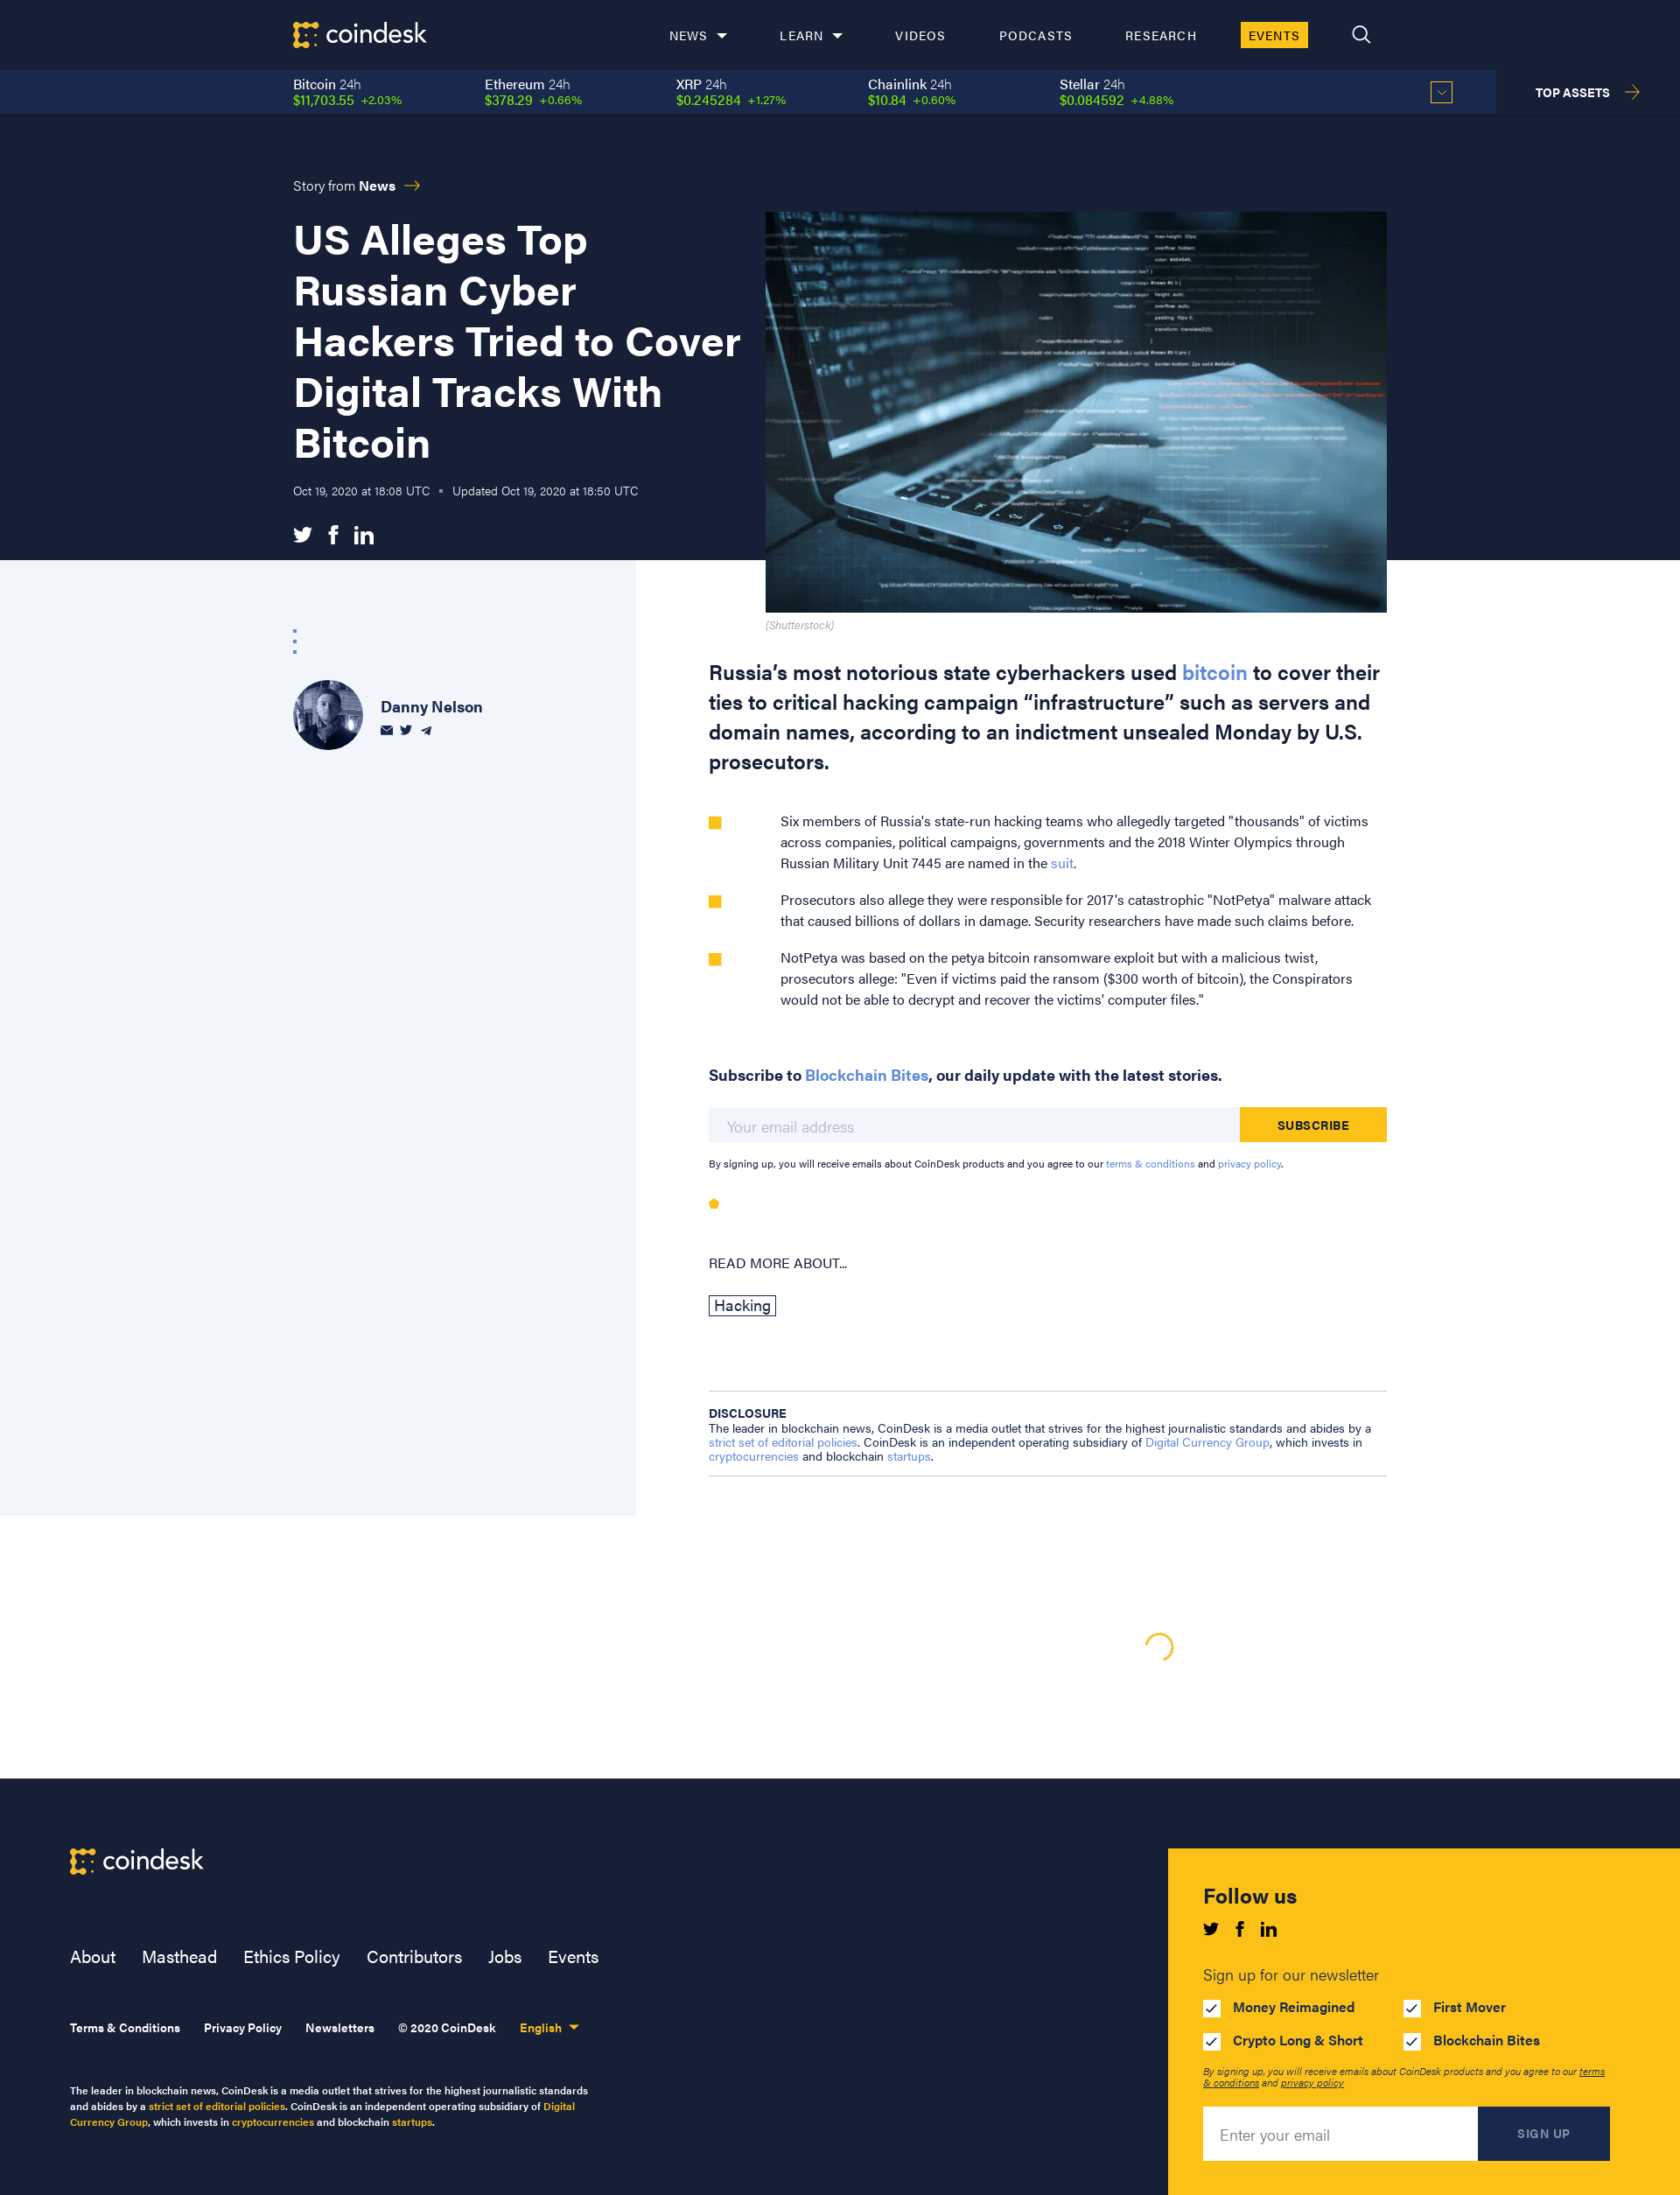 coindesk
NEWS LEARN VIDEOS PODCASTS RESEARCH EVENTS
Bitcoin 24h Ethereum 24h XRP 24h Chainlink 24h Stellar 24h
$11,703.55 +2.03% $378.29 +0.66% $0.245284 +1.27% $10.84 +0.60% $0.084592 +4.88%
TOP ASSETS
Story from News
US Alleges Top
Russian Cyber
Hackers Tried to Cover
Digital Tracks With
Bitcoin
Oct 19, 2020 at 18:08 UTC Updated Oct 19, 2020 at 18:50 UTC
(Shutterstock)
Danny Nelson
Russia’s most notorious state cyberhackers used bitcoin to cover their
ties to critical hacking campaign “infrastructure” such as servers and
domain names, according to an indictment unsealed Monday by U.S.
prosecutors.
Six members of Russia's state-run hacking teams who allegedly targeted "thousands" of victims
across companies, political campaigns, governments and the 2018 Winter Olympics through
Russian Military Unit 7445 are named in the suit.
Prosecutors also allege they were responsible for 2017's catastrophic "NotPetya" malware attack
that caused billions of dollars in damage. Security researchers have made such claims before.
NotPetya was based on the petya bitcoin ransomware exploit but with a malicious twist,
prosecutors allege: "Even if victims paid the ransom ($300 worth of bitcoin), the Conspirators
would not be able to decrypt and recover the victims' computer files."
Subscribe to Blockchain Bites, our daily update with the latest stories.
Your email address SUBSCRIBE
By signing up, you will receive emails about CoinDesk products and you agree to our terms & conditions and privacy policy.
READ MORE ABOUT...
Hacking
DISCLOSURE
The leader in blockchain news, CoinDesk is a media outlet that strives for the highest journalistic standards and abides by a
strict set of editorial policies. CoinDesk is an independent operating subsidiary of Digital Currency Group, which invests in
cryptocurrencies and blockchain startups.
coindesk
About Masthead Ethics Policy Contributors Jobs Events
Terms & Conditions Privacy Policy Newsletters © 2020 CoinDesk English
The leader in blockchain news, CoinDesk is a media outlet that strives for the highest journalistic standards
and abides by a strict set of editorial policies. CoinDesk is an independent operating subsidiary of Digital
Currency Group, which invests in cryptocurrencies and blockchain startups.
Follow us
Sign up for our newsletter
Money Reimagined First Mover
Crypto Long & Short Blockchain Bites
By signing up, you will receive emails about CoinDesk products and you agree to our terms
& conditions and privacy policy
Enter your email SIGN UP